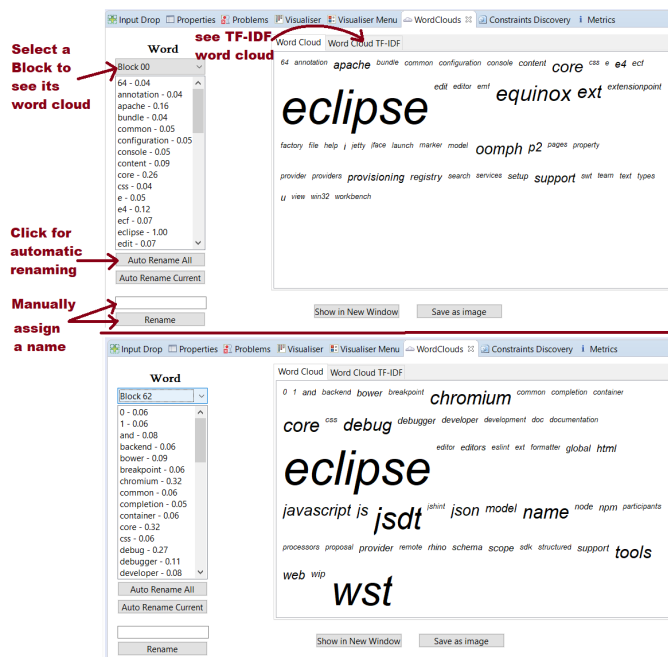 Input Drop Properties Problems Visualiser Visualiser Menu WordClouds Constraints Discovery Metrics
Select a
Block to
see its
word cloud
see TF-IDF
word cloud
Word
Block 00
64 - 0.04
annotation - 0.04
apache - 0.16
bundle - 0.04
common - 0.05
configuration - 0.05
console - 0.05
content - 0.09
core - 0.26
css - 0.04
e - 0.05
e4 - 0.12
ecf - 0.07
eclipse - 1.00
edit - 0.07
Click for
automatic
renaming
Auto Rename All
Auto Rename Current
Manually
assign
a name
Rename
Word Cloud Word Cloud TF-IDF
64 annotation apache bundle common configuration console content core css e e4 ecf
eclipse edit editor emf equinox ext extensionpoint
factory file help i jetty jface launch marker model oomph p2 pages property
provider providers provisioning registry search services setup support swt team text types
u view win32 workbench
Show in New Window Save as image
Input Drop Properties Problems Visualiser Visualiser Menu WordClouds Constraints Discovery Metrics
Word
Block 62
0 - 0.06
1 - 0.06
and - 0.08
backend - 0.06
bower - 0.09
breakpoint - 0.06
chromium - 0.32
common - 0.06
completion - 0.05
container - 0.06
core - 0.32
css - 0.06
debug - 0.27
debugger - 0.11
developer - 0.08
Auto Rename All
Auto Rename Current
Rename
Word Cloud Word Cloud TF-IDF
0 1 and backend bower breakpoint chromium common completion container
core css debug debugger developer development doc documentation
eclipse editor editors eslint ext formatter global html
javascript js jsdt jshint json model name node npm participants
processors proposal provider remote rhino schema scope sdk structured support tools
web wip wst
Show in New Window Save as image